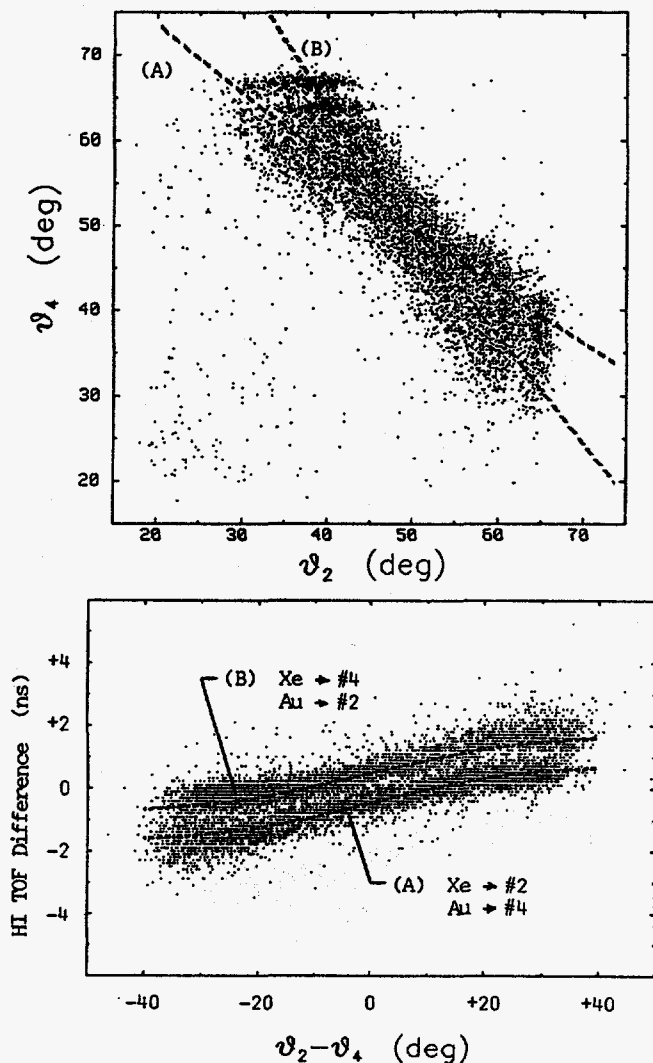 70
60
50
40
30
20
ϑ₄ (deg)
(A)
(B)
20 30 40 50 60 70
ϑ₂ (deg)
+4
+2
0
-2
-4
HI TOF Difference (ns)
(B) Xe → #4
Au → #2
(A) Xe → #2
Au → #4
-40 -20 0 +20 +40
ϑ₂-ϑ₄ (deg)